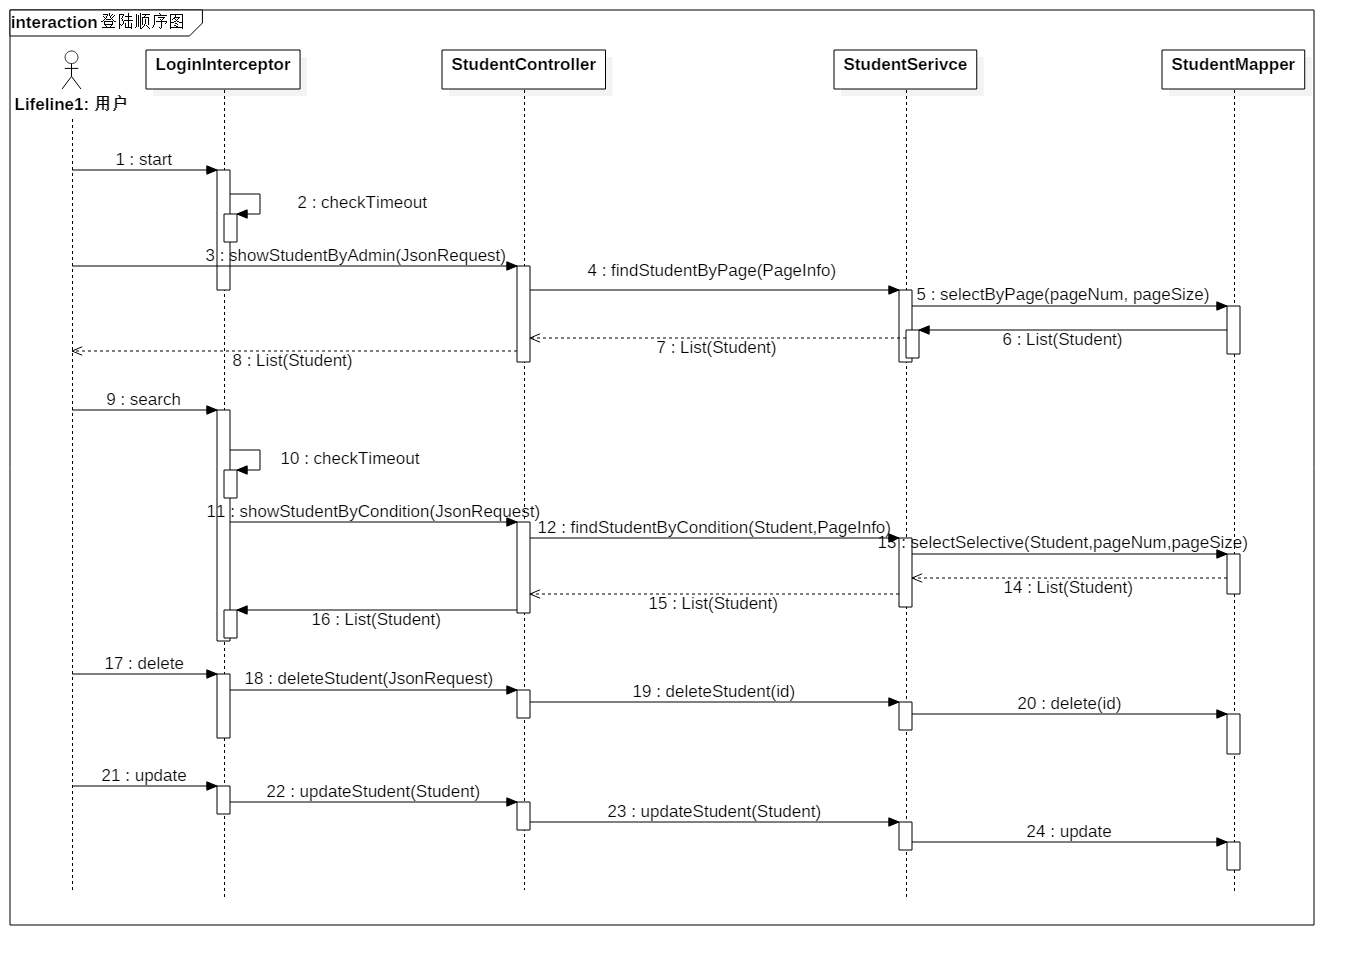 interaction 登陆顺序图
LoginInterceptor
StudentController
StudentSerivce
StudentMapper
Lifeline1: 用户
1 : start
2 : checkTimeout
3 : showStudentByAdmin(JsonRequest)
4 : findStudentByPage(PageInfo)
5 : selectByPage(pageNum, pageSize)
6 : List(Student)
7 : List(Student)
8 : List(Student)
9 : search
10 : checkTimeout
11 : showStudentByCondition(JsonRequest)
12 : findStudentByCondition(Student,PageInfo)
13 : selectSelective(Student,pageNum,pageSize)
14 : List(Student)
15 : List(Student)
16 : List(Student)
17 : delete
18 : deleteStudent(JsonRequest)
19 : deleteStudent(id)
20 : delete(id)
21 : update
22 : updateStudent(Student)
23 : updateStudent(Student)
24 : update